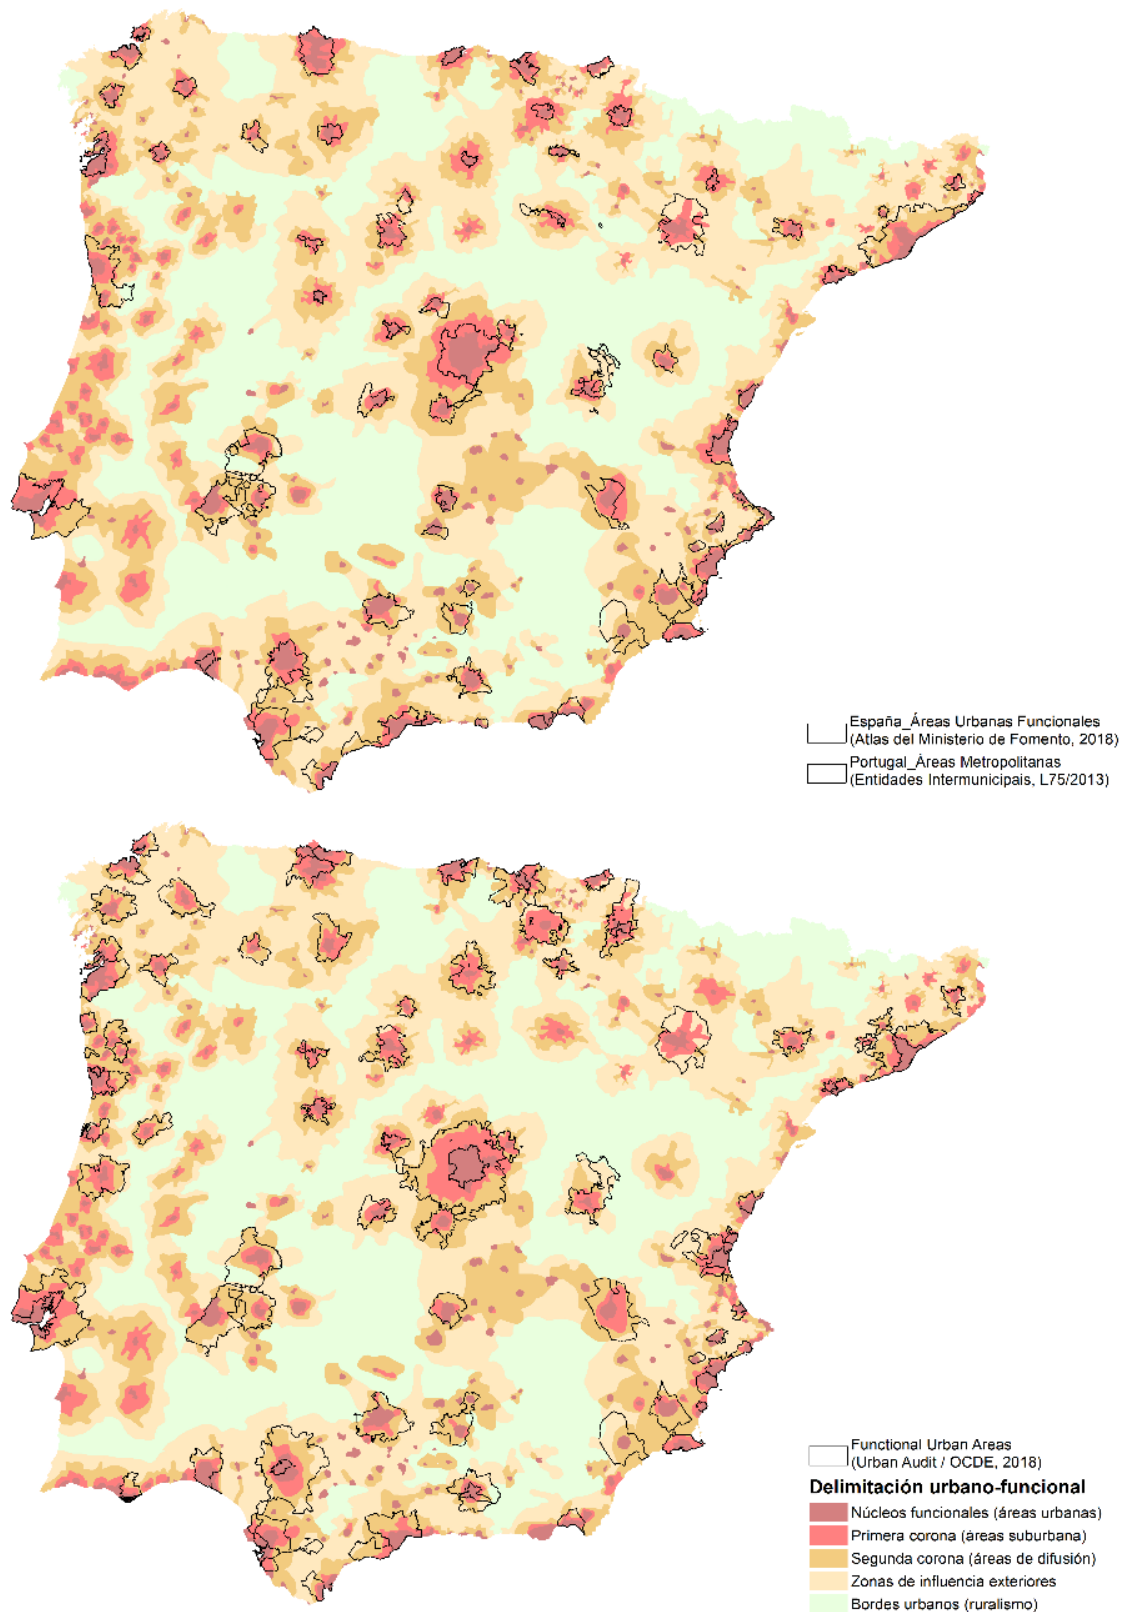 España_Áreas Urbanas Funcionales
(Atlas del Ministerio de Fomento, 2018)
Portugal_Áreas Metropolitanas
(Entidades Intermunicipais, L75/2013)
Functional Urban Areas
(Urban Audit / OCDE, 2018)
Delimitación urbano-funcional
Núcleos funcionales (áreas urbanas)
Primera corona (áreas suburbana)
Segunda corona (áreas de difusión)
Zonas de influencia exteriores
Bordes urbanos (ruralismo)